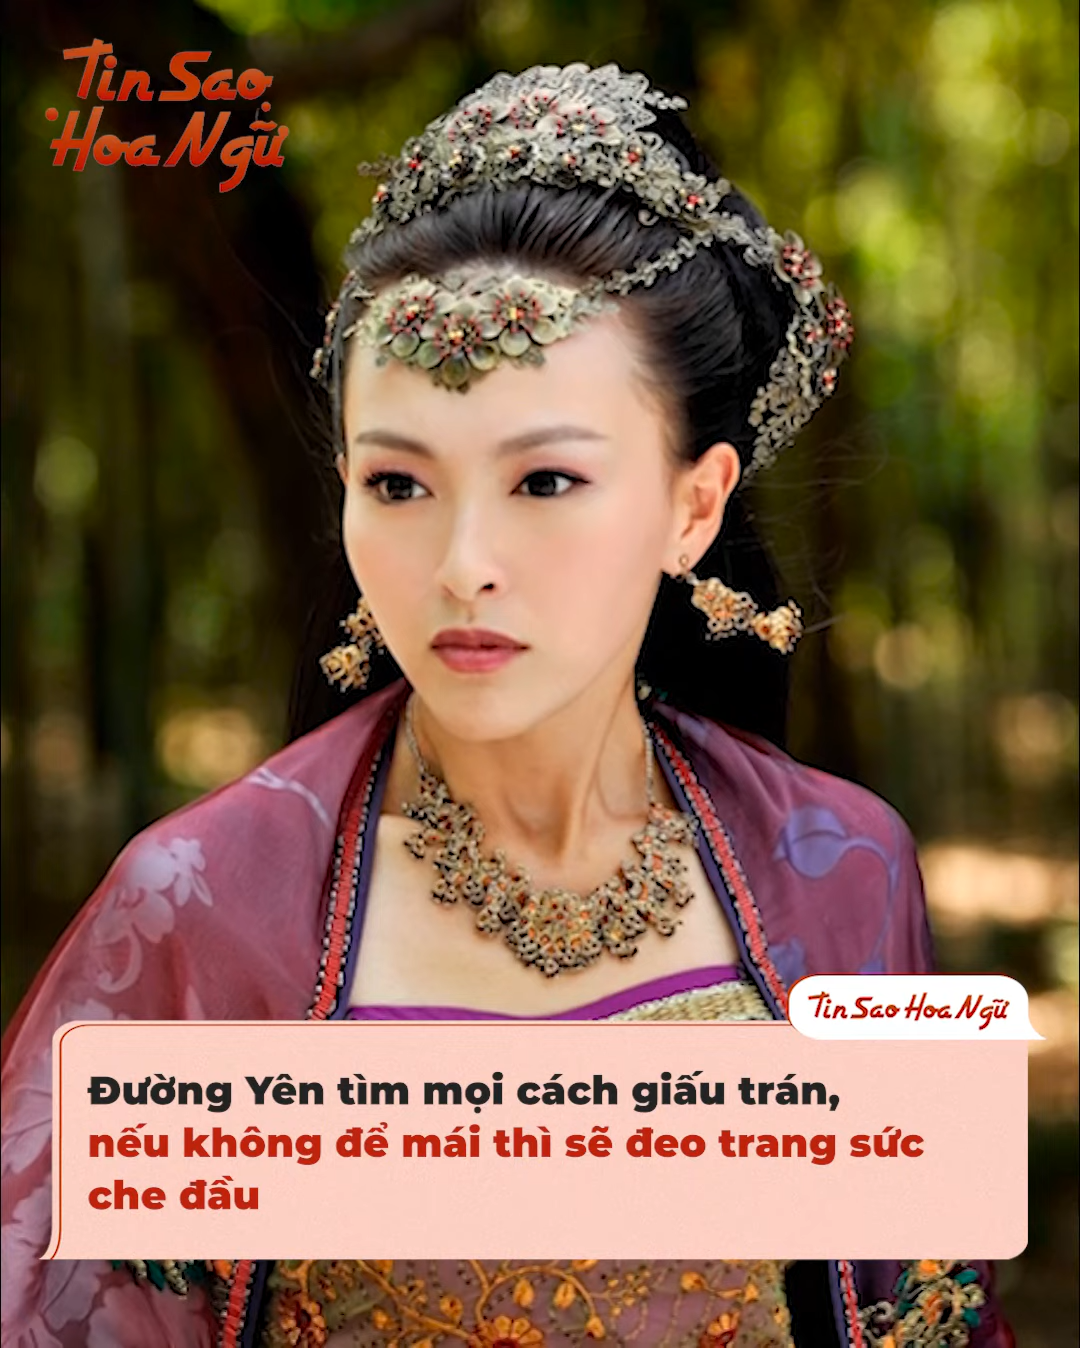 Tin Sao
Hoa Ngữ
Tin Sao Hoa Ngữ
Đường Yên tìm mọi cách giấu trán,
nếu không để mái thì sẽ đeo trang sức
che đầu